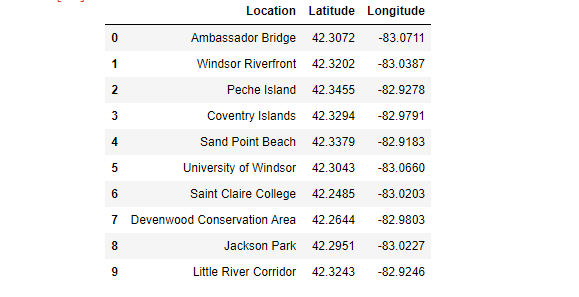 Location Latitude Longitude
0 Ambassador Bridge 42.3072 -83.0711
1 Windsor Riverfront 42.3202 -83.0387
2 Peche Island 42.3455 -82.9278
3 Coventry Islands 42.3294 -82.9791
4 Sand Point Beach 42.3379 -82.9183
5 University of Windsor 42.3043 -83.0660
6 Saint Claire College 42.2485 -83.0203
7 Devenwood Conservation Area 42.2644 -82.9803
8 Jackson Park 42.2951 -83.0227
9 Little River Corridor 42.3243 -82.9246